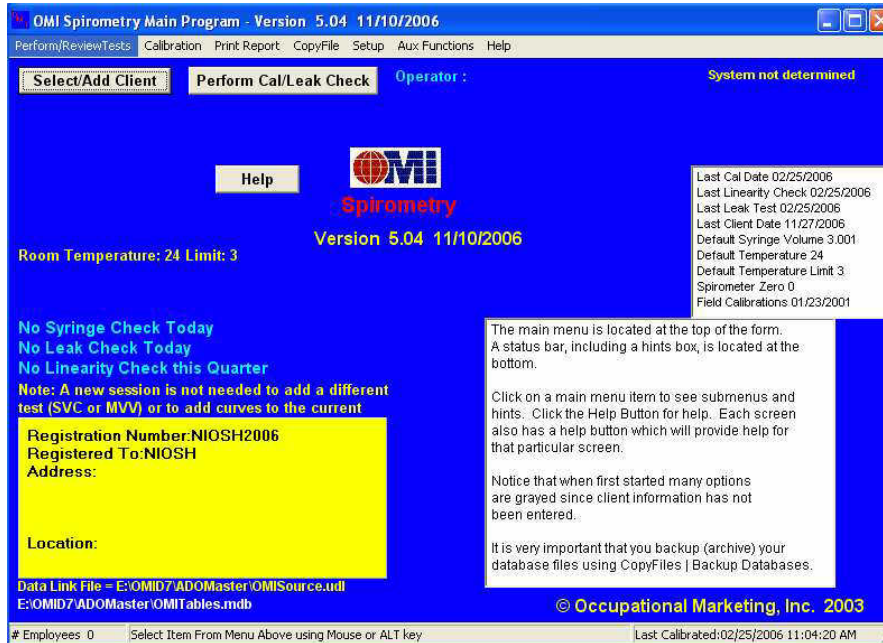 OMI Spirometry Main Program - Version 5.04 11/10/2006
Perform/ReviewTests Calibration Print Report CopyFile Setup Aux Functions Help
Select/Add Client Perform Cal/Leak Check Operator : System not determined
Help
OMI
Spirometry
Version 5.04 11/10/2006
Room Temperature: 24 Limit: 3
Last Cal Date 02/25/2006
Last Linearity Check 02/25/2006
Last Leak Test 02/25/2006
Last Client Date 11/27/2006
Default Syringe Volume 3.001
Default Temperature 24
Default Temperature Limit 3
Spirometer Zero 0
Field Calibrations 01/23/2001
No Syringe Check Today
No Leak Check Today
No Linearity Check this Quarter
Note: A new session is not needed to add a different
test (SVC or MVV) or to add curves to the current
Registration Number:NIOSH2006
Registered To:NIOSH
Address:
Location:
The main menu is located at the top of the form.
A status bar, including a hints box, is located at the
bottom.
Click on a main menu item to see submenus and
hints. Click the Help Button for help. Each screen
also has a help button which will provide help for
that particular screen.
Notice that when first started many options
are grayed since client information has not
been entered.
It is very important that you backup (archive) your
database files using CopyFiles | Backup Databases.
Data Link File = E:\OMID7\ADOMaster\OMISource.udl
E:\OMID7\ADOMaster\OMITables.mdb
© Occupational Marketing, Inc. 2003
# Employees 0 Select Item From Menu Above using Mouse or ALT key Last Calibrated:02/25/2006 11:04:20 AM